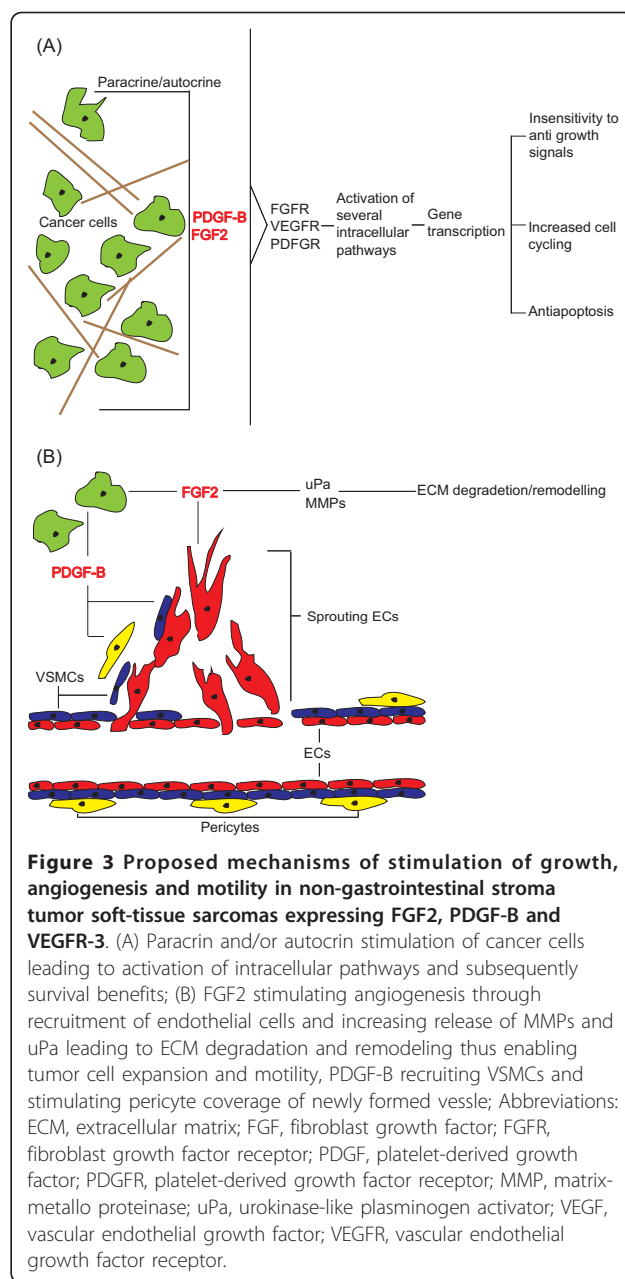 (A)
Paracrine/autocrine
Cancer cells
PDGF-B
FGF2
FGFR
VEGFR
PDFGR
Activation of
several
intracellular
pathways
Gene
transcription
Insensitivity to
anti growth
signals
Increased cell
cycling
Antiapoptosis
(B)
FGF2
uPa
MMPs
ECM degradetion/remodelling
PDGF-B
Sprouting ECs
VSMCs
ECs
Pericytes
Figure 3 Proposed mechanisms of stimulation of growth,
angiogenesis and motility in non-gastrointestinal stroma
tumor soft-tissue sarcomas expressing FGF2, PDGF-B and
VEGFR-3. (A) Paracrin and/or autocrin stimulation of cancer cells
leading to activation of intracellular pathways and subsequently
survival benefits; (B) FGF2 stimulating angiogenesis through
recruitment of endothelial cells and increasing release of MMPs and
uPa leading to ECM degradation and remodeling thus enabling
tumor cell expansion and motility, PDGF-B recruiting VSMCs and
stimulating pericyte coverage of newly formed vessle; Abbreviations:
ECM, extracellular matrix; FGF, fibroblast growth factor; FGFR,
fibroblast growth factor receptor; PDGF, platelet-derived growth
factor; PDGFR, platelet-derived growth factor receptor; MMP, matrix-
metallo proteinase; uPa, urokinase-like plasminogen activator; VEGF,
vascular endothelial growth factor; VEGFR, vascular endothelial
growth factor receptor.